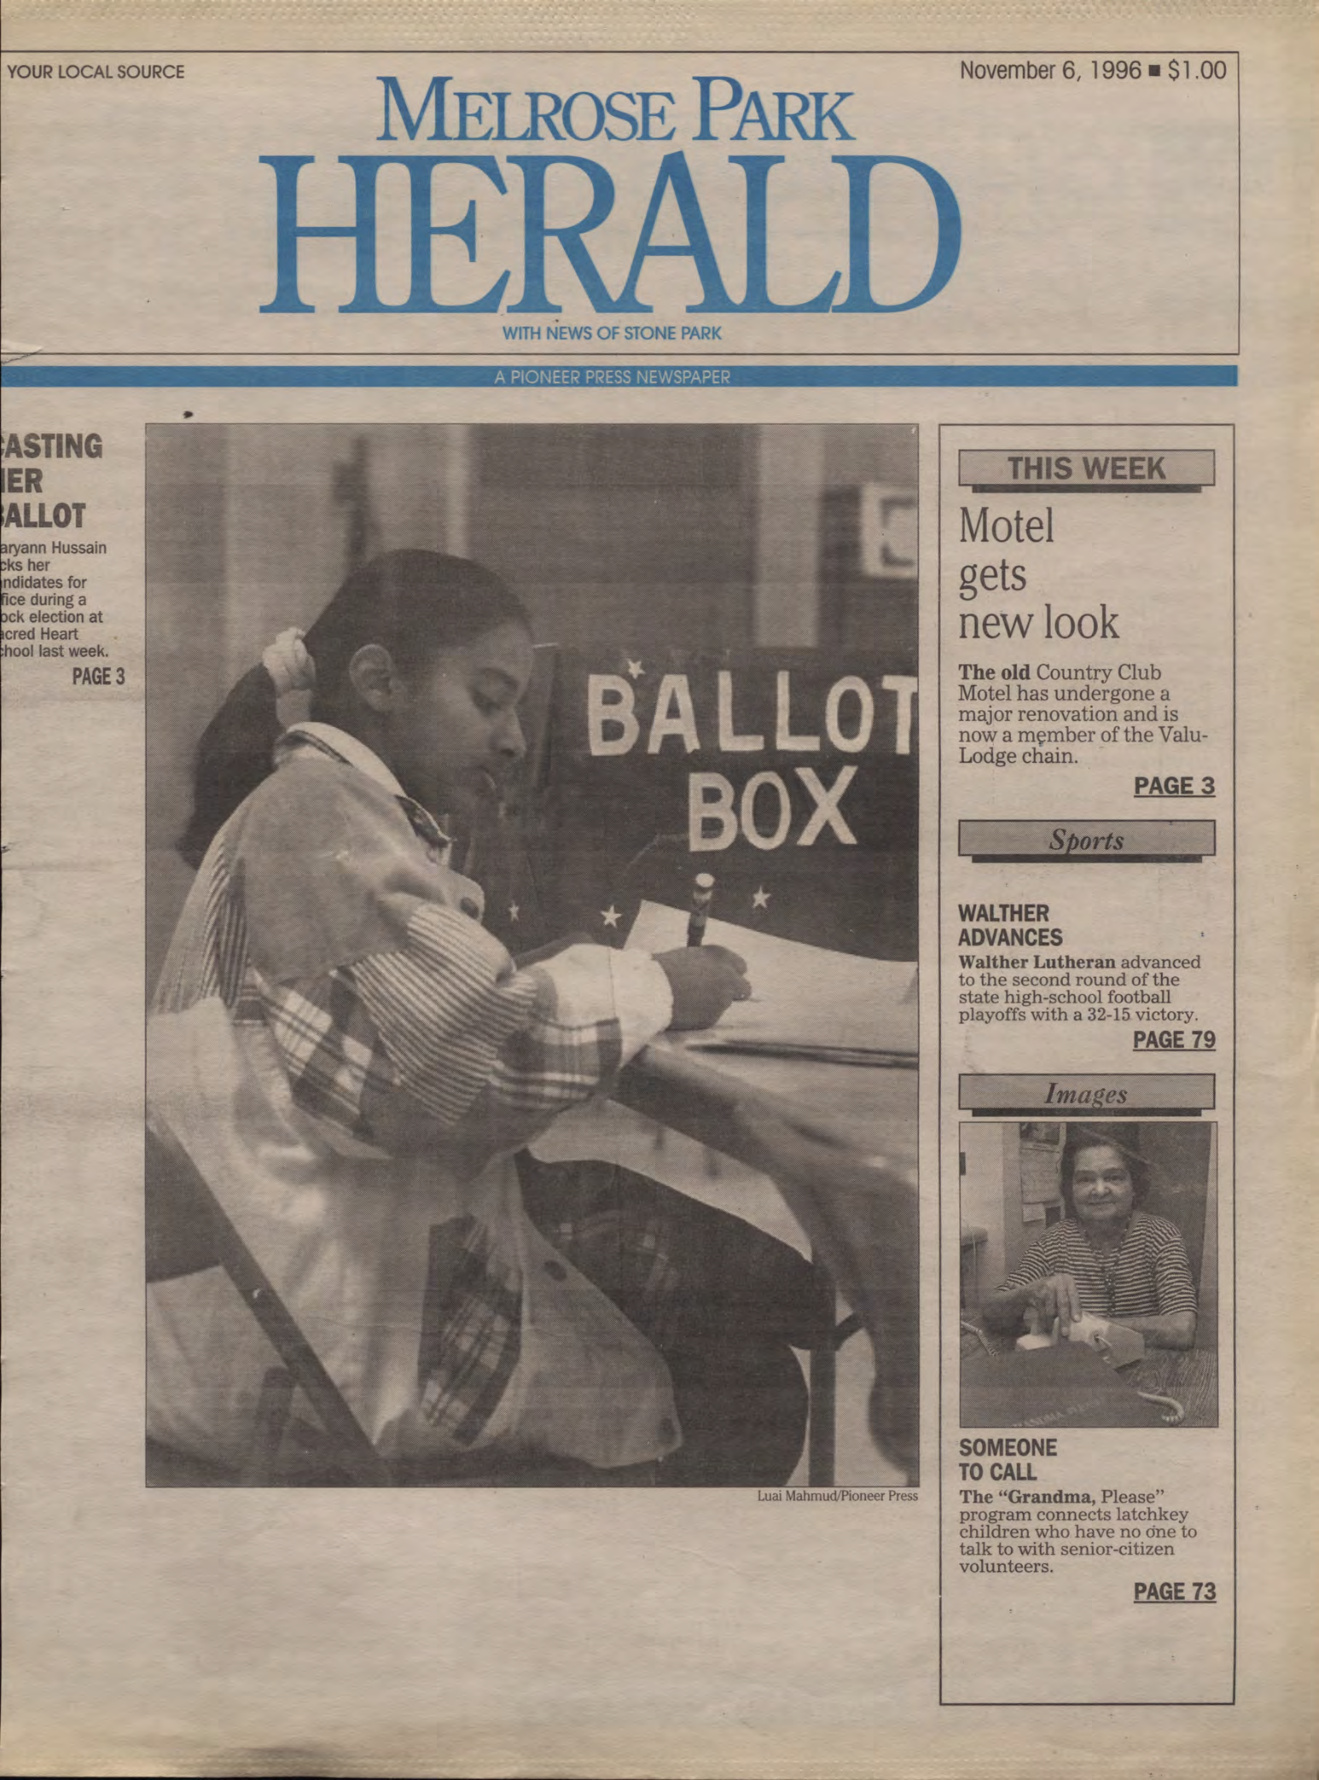 YOUR LOCAL SOURCE
November 6, 1996 ■ $1.00
MELROSE PARK
HERALD
WITH NEWS OF STONE PARK
A PIONEER PRESS NEWSPAPER
CASTING
HER
BALLOT
aryann Hussain
cks her
ndidates for
fice during a
ock election at
acred Heart
chool last week.
PAGE 3
BALLOT
BOX
Luai Mahmud/Pioneer Press
THIS WEEK
Motel
gets
new look
The old Country Club
Motel has undergone a
major renovation and is
now a member of the Valu-
Lodge chain.
PAGE 3
Sports
WALTHER
ADVANCES
Walther Lutheran advanced
to the second round of the
state high-school football
playoffs with a 32-15 victory.
PAGE 79
Images
SOMEONE
TO CALL
The “Grandma, Please”
program connects latchkey
children who have no one to
talk to with senior-citizen
volunteers.
PAGE 73